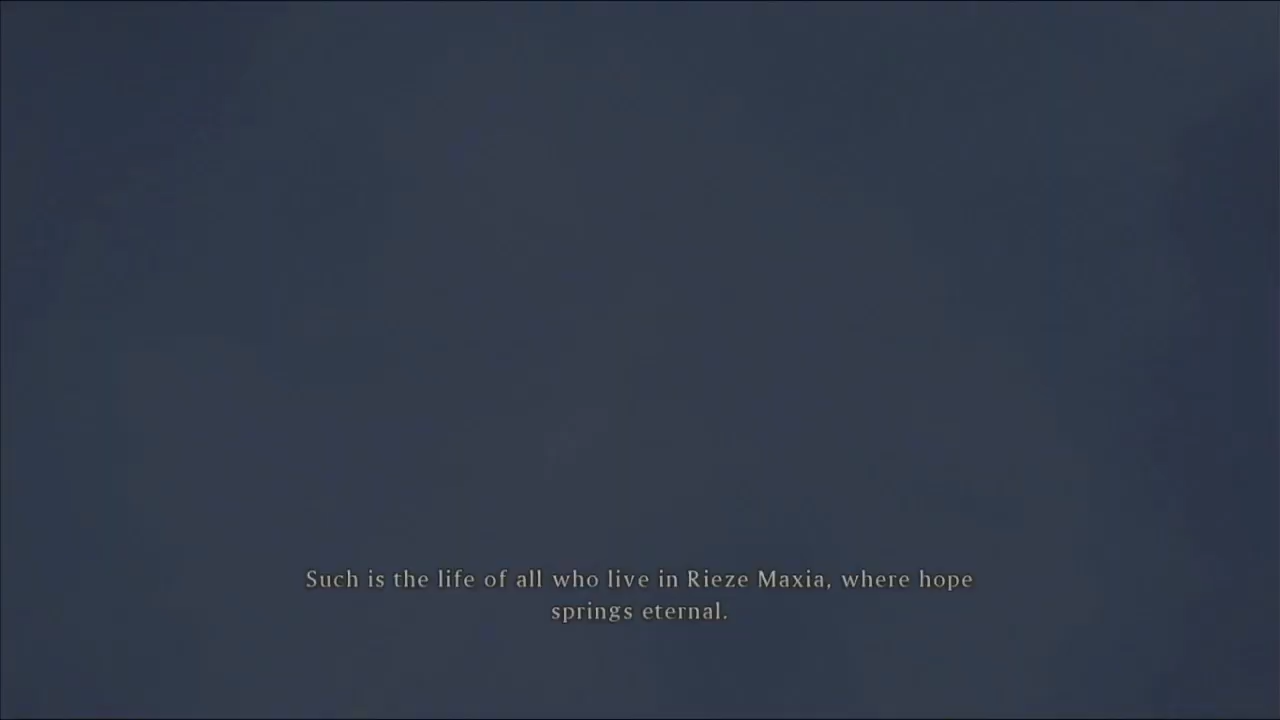 Such is the life of all who live in Rieze Maxia, where hope
springs eternal.